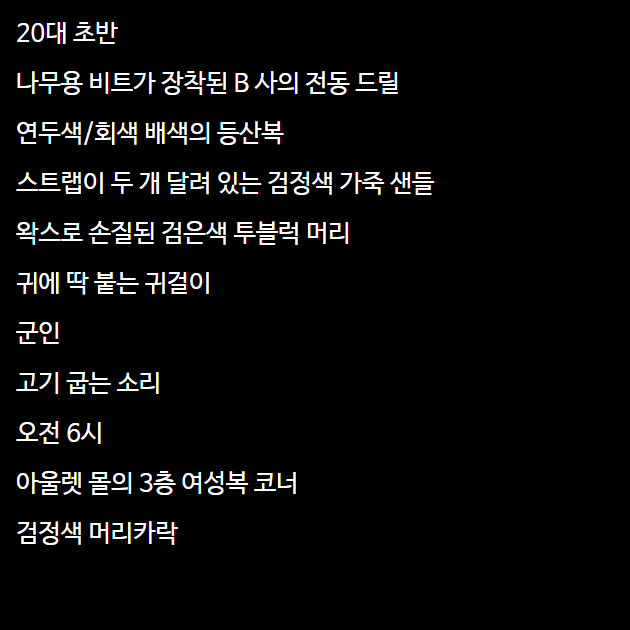 20대 초반
나무용 비트가 장착된 B 사의 전동 드릴
연두색/회색 배색의 등산복
스트랩이 두 개 달려 있는 검정색 가죽 샌들
왁스로 손질된 검은색 투블럭 머리
귀에 딱 붙는 귀걸이
군인
고기 굽는 소리
오전 6시
아울렛 몰의 3층 여성복 코너
검정색 머리카락